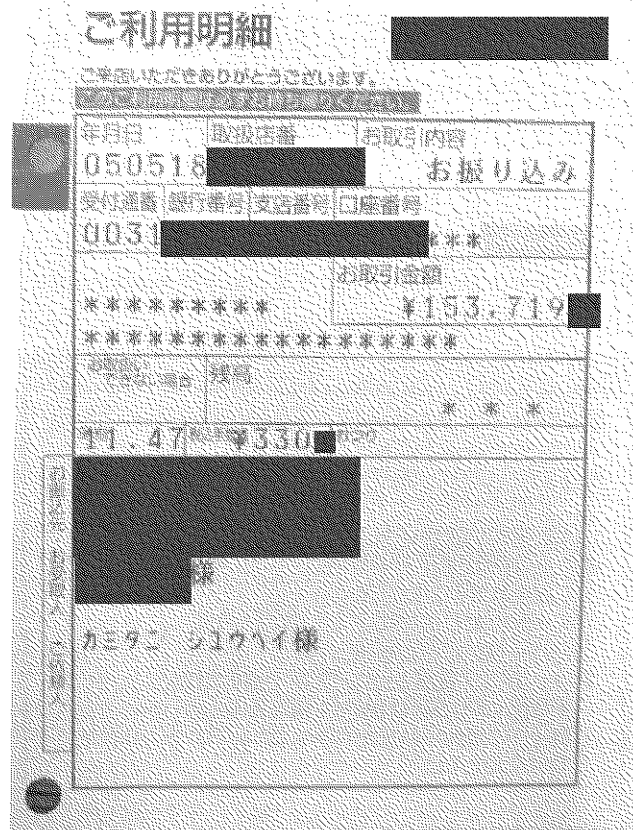 ご利用明細
ご来店いただきありがとうございます。
年月日 取扱店番 お取引内容
050518 お振り込み
受付通番 銀行番号 支店番号 口座番号
0031 ***
お取引金額
********* ¥153,719
******************
残高
* * *
11.47 ¥330
様
カミタニ シユウヘイ様